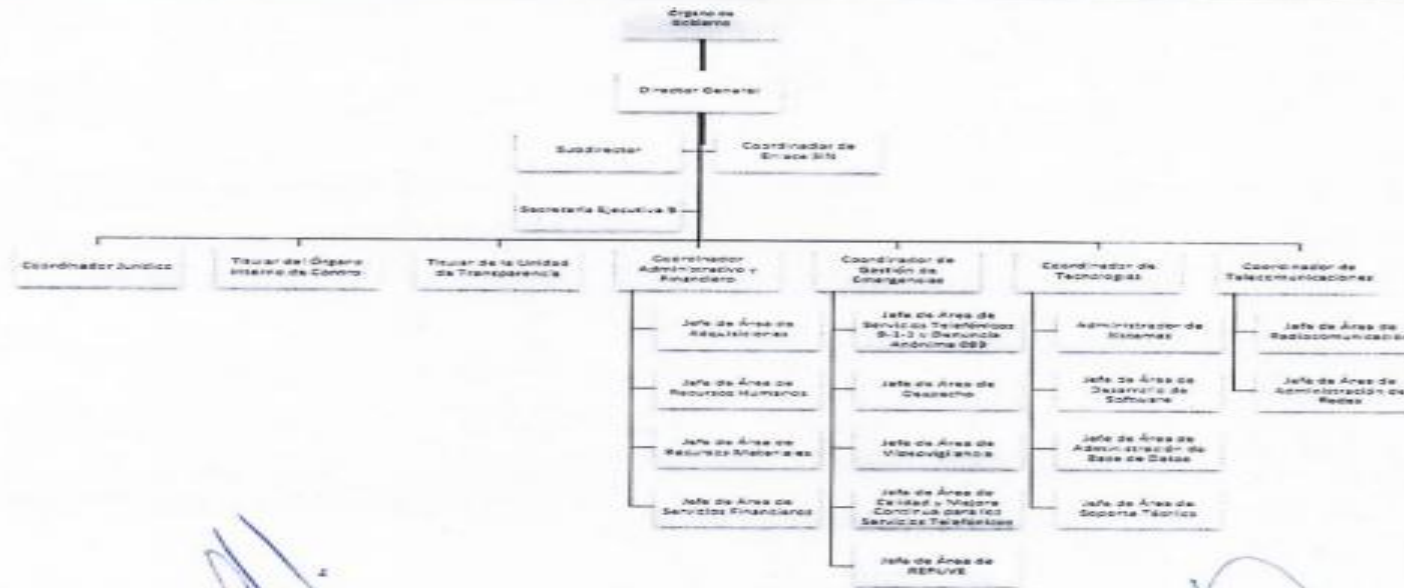 Órgano de
Gobierno
Director General
Subdirector
Coordinador de
Enlace
Secretaria Ejecutiva B
Coordinador Jurídico
Titular del Órgano
Interno de Control
Titular de la Unidad
de Transparencia
Coordinador
Administrativo y
Financiero
Coordinador de
Gestión de
Emergencias
Coordinador de
Tecnologías
Coordinador de
Telecomunicaciones
Jefe de Área de
Adquisiciones
Jefe de Área de
Servicios Telefónicos
9-1-1 y Denuncia
Anónima 089
Administrador de
Sistemas
Jefe de Área de
Radiocomunicación
Jefe de Área de
Recursos Humanos
Jefe de Área de
Despacho
Jefe de Área de
Desarrollo de
Software
Jefe de Área de
Administración de
Redes
Jefe de Área de
Recursos Materiales
Jefe de Área de
Videovigilancia
Jefe de Área de
Administración de
Base de Datos
Jefe de Área de
Servicios Financieros
Jefe de Área de
Calidad y Mejora
Continua para los
Servicios Telefónicos
Jefe de Área de
Soporte Técnico
Jefe de Área de
REPUVE